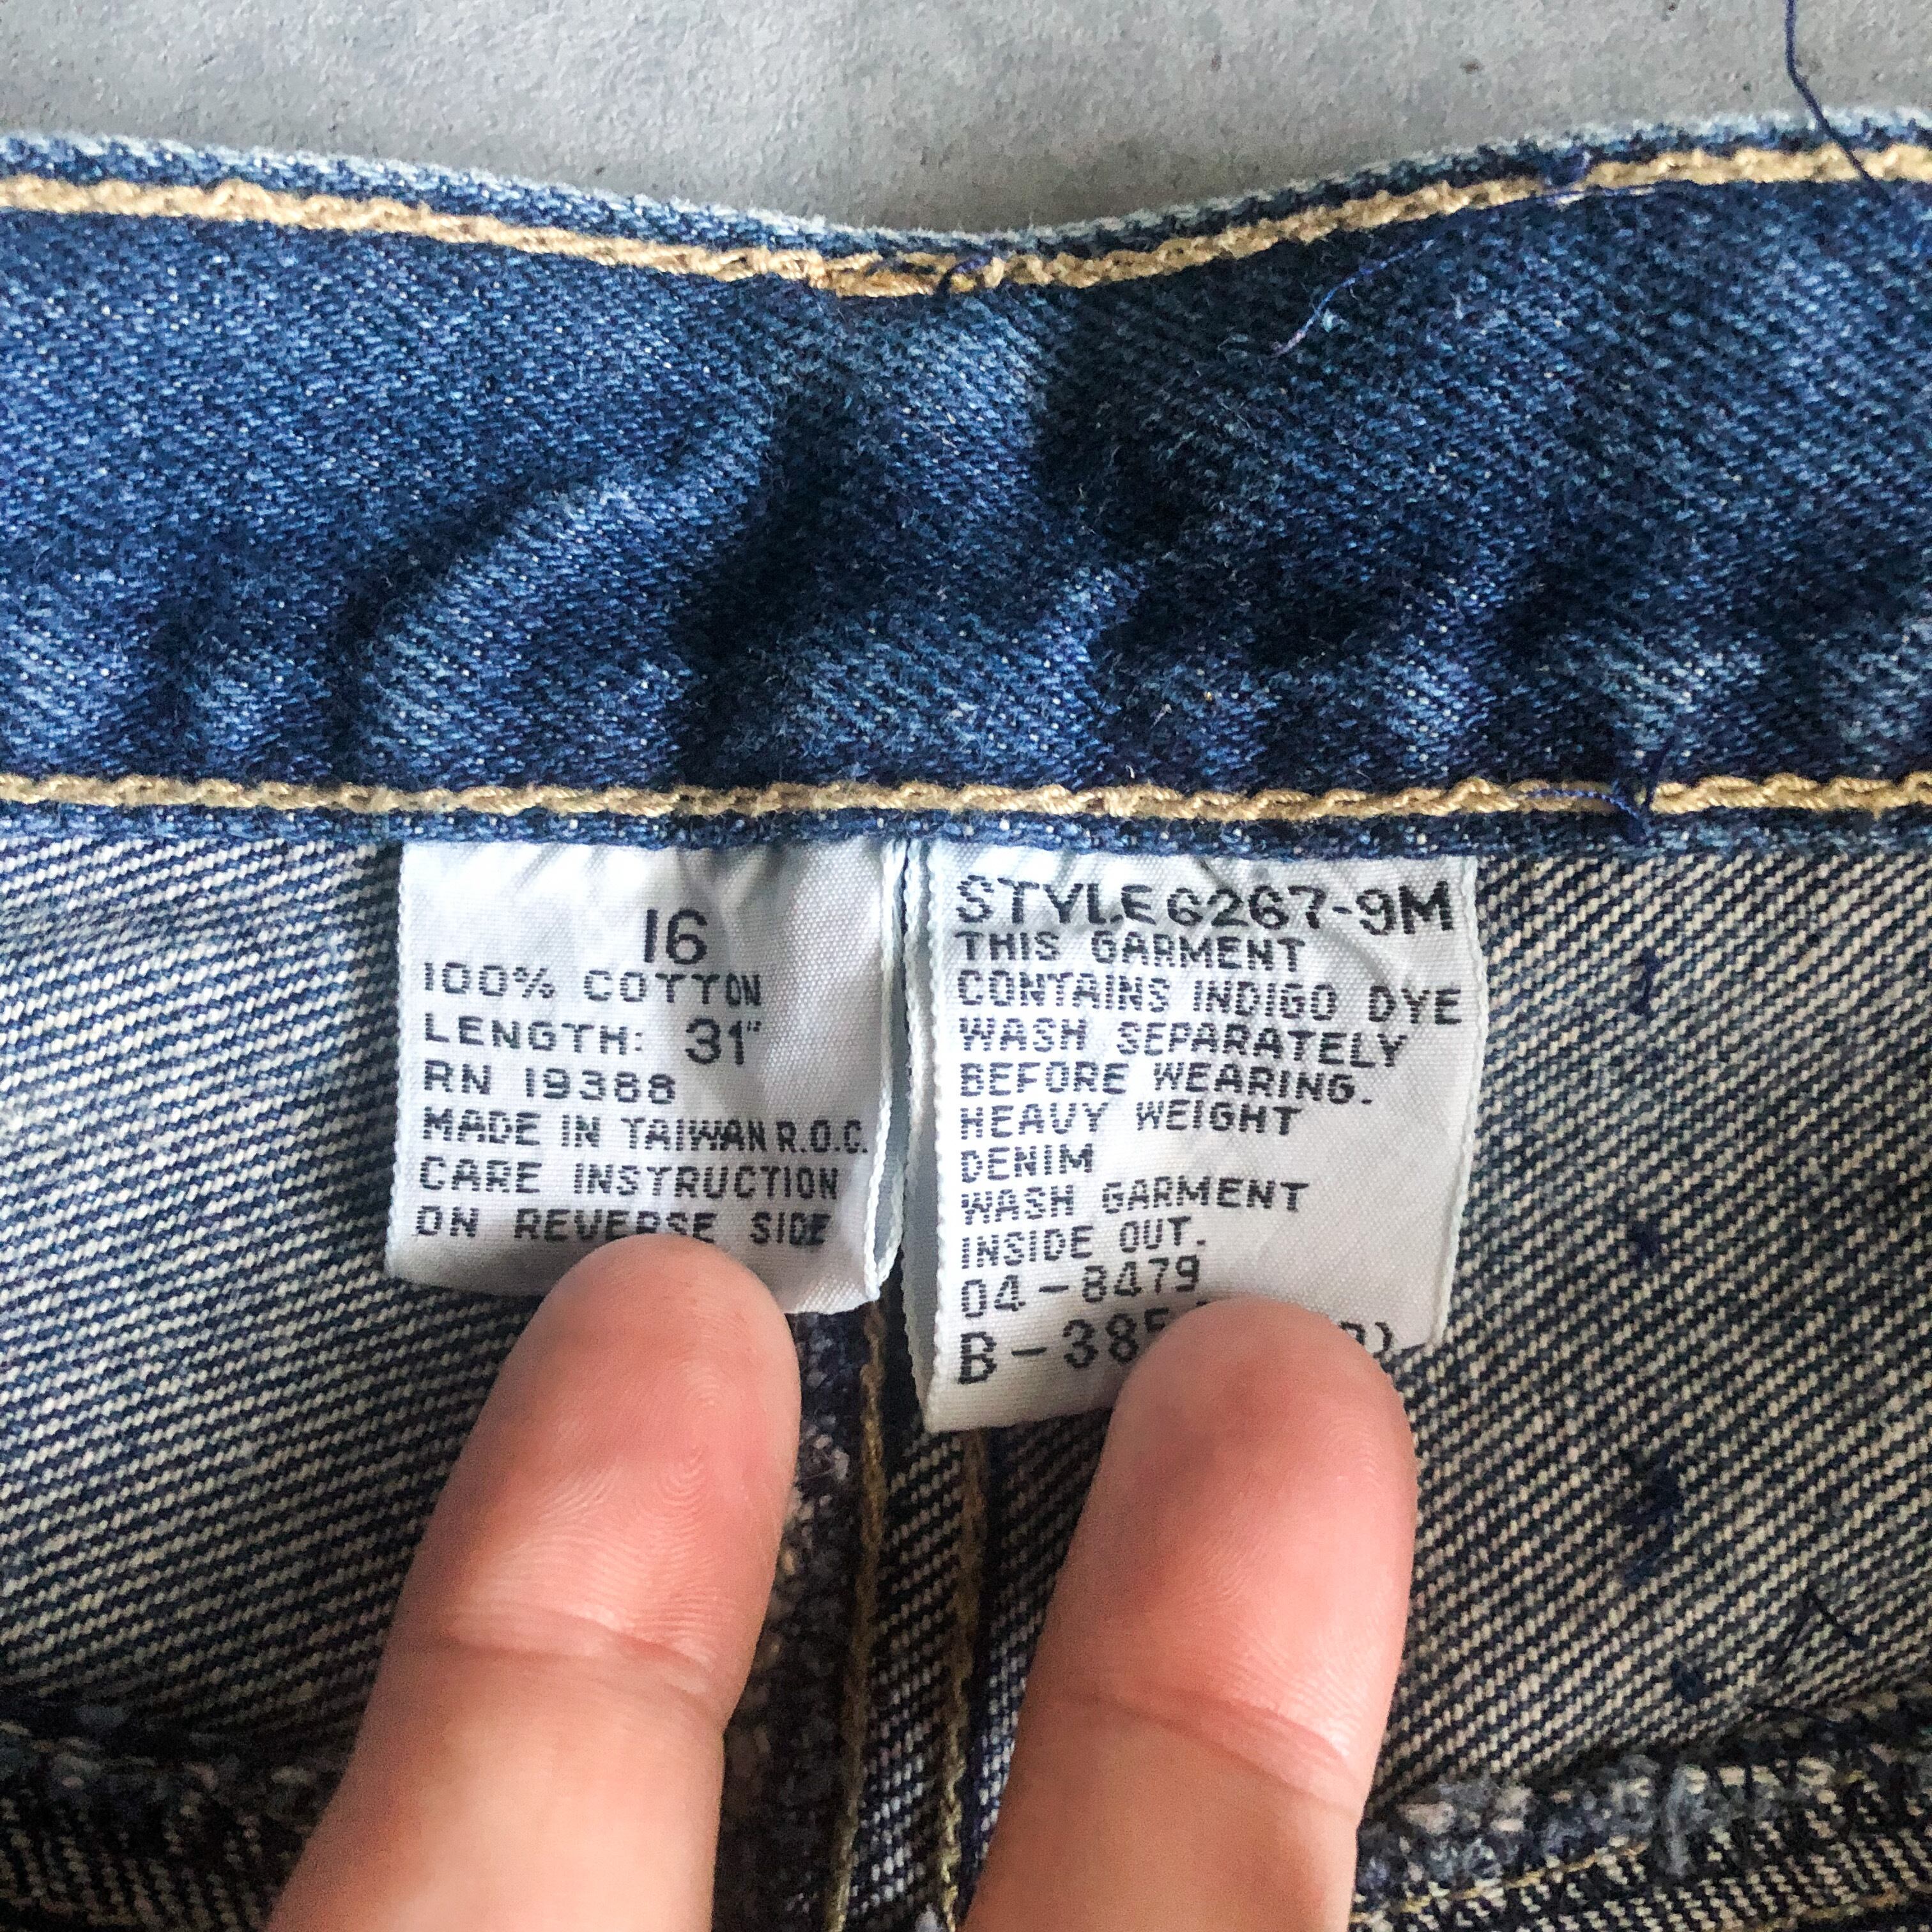 16
100% COTTON
LENGTH: 31"
RN 19388
MADE IN TAIWAN R.O.C.
CARE INSTRUCTION
ON REVERSE SIDE
STYLE 6267-9M
THIS GARMENT
CONTAINS INDIGO DYE
WASH SEPARATELY
BEFORE WEARING.
HEAVY WEIGHT
DENIM
WASH GARMENT
INSIDE OUT.
04-8479